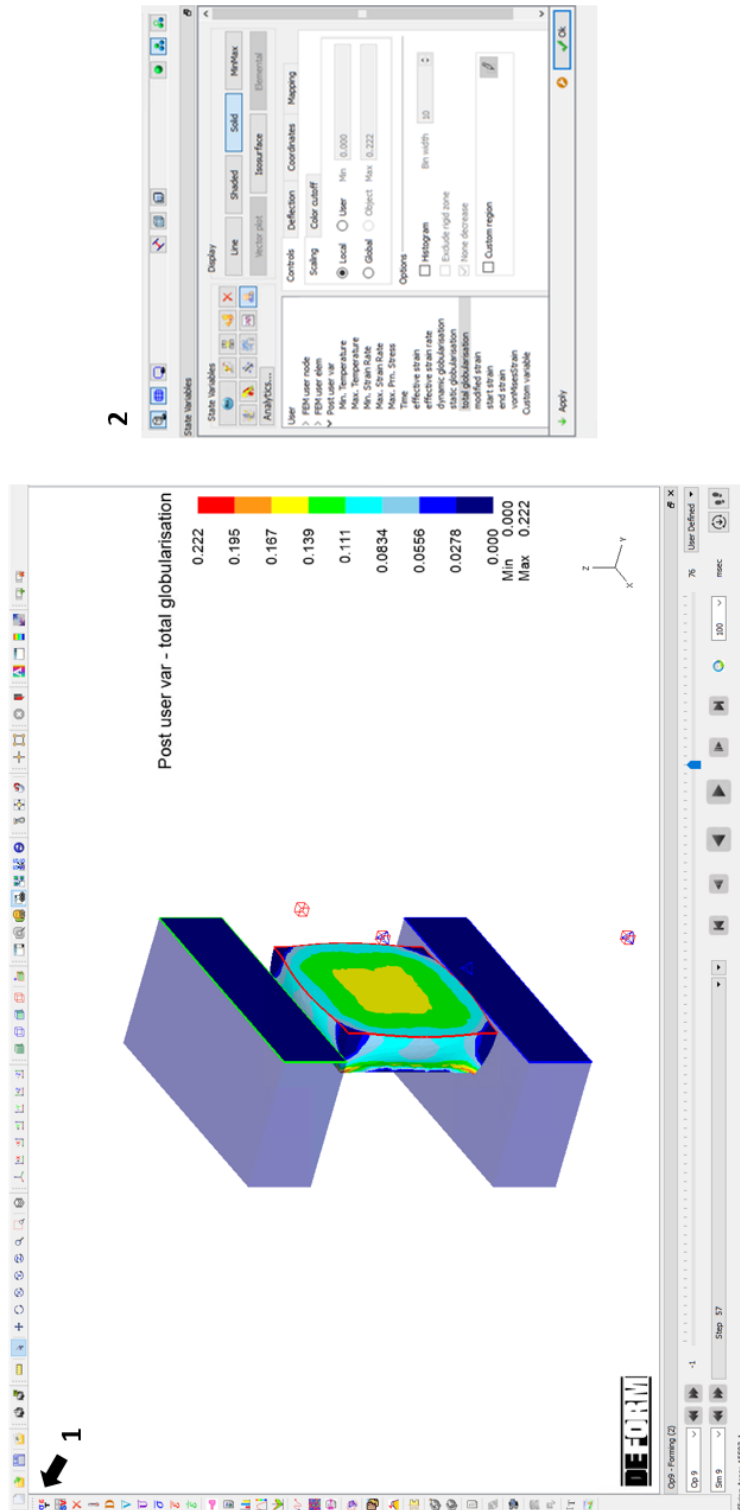 1
Post user var - total globularisation
0.222
0.195
0.167
0.139
0.111
0.0834
0.0556
0.0278
0.000
Min 0.000
Max 0.222
Z
X
Y
DEFORM
Op9 - Forming (2)
Op 9
-1
76
User Defined
Sim 9
Step 57
100
msec
2
State Variables
State Variables
Analytics...
Display
Line
Shaded
Solid
MinMax
Vector plot
Isosurface
Elemental
User
FEM user node
FEM user elem
Post user var
Min. Temperature
Max. Temperature
Min. Strain Rate
Max. Strain Rate
Max. Prn. Stress
Time
effective strain
effective strain rate
dynamic globularisation
static globularisation
total globularisation
modified strain
start strain
end strain
vonMsesStrain
Custom variable
Controls
Deflection
Coordinates
Mapping
Scaling
Color cutoff
Local
User
Min 0.000
Global
Object
Max 0.222
Options
Histogram
Bin width 10
Exclude rigid zone
None decrease
Custom region
Apply
Ok